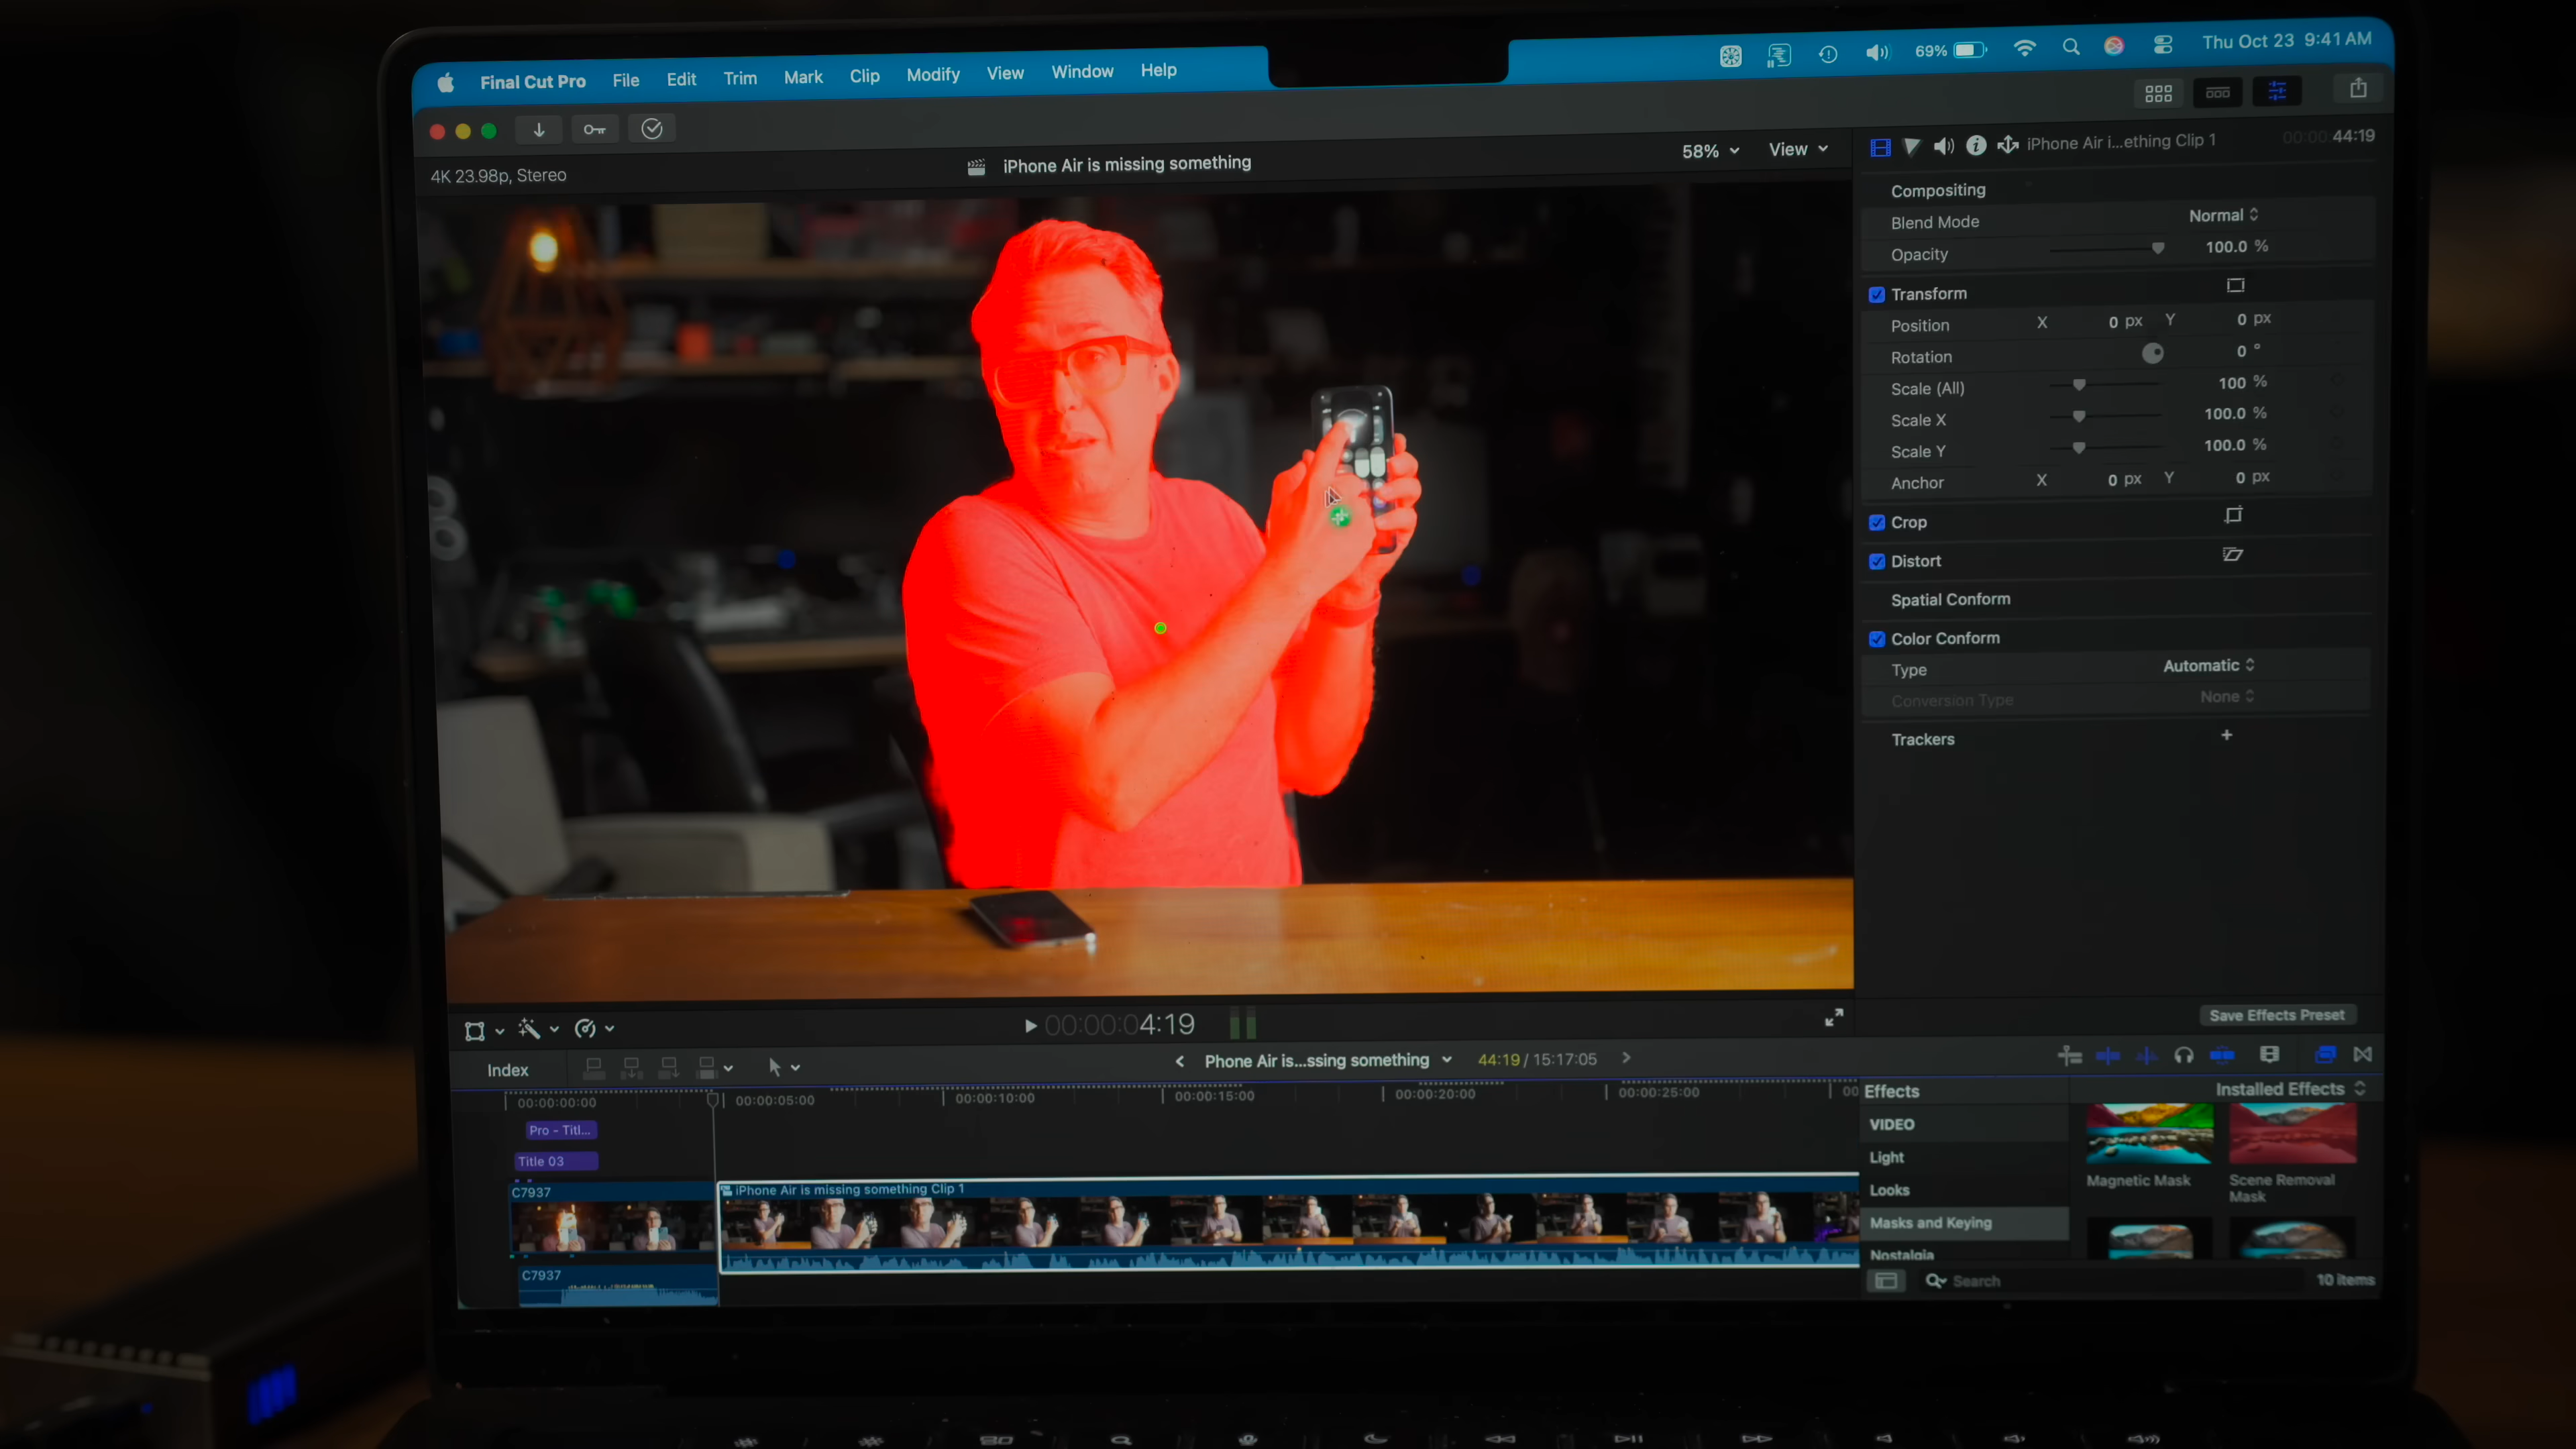 Final Cut Pro File Edit Trim Mark Clip Modify View Window Help
69%
Thu Oct 23 9:41 AM
4K 23.98p, Stereo
iPhone Air is missing something
58%
View
iPhone Air i...ething Clip 1
00:00:44:19
Compositing
Blend Mode Normal
Opacity 100.0 %
Transform
Position X 0 px Y 0 px
Rotation 0 °
Scale (All) 100 %
Scale X 100.0 %
Scale Y 100.0 %
Anchor X 0 px Y 0 px
Crop
Distort
Spatial Conform
Color Conform
Type Automatic
Conversion Type None
Trackers +
Save Effects Preset
00:00:04:19
Index
Phone Air is...ssing something
44:19 / 15:17:05
00:00:00:00 00:00:05:00 00:00:10:00 00:00:15:00 00:00:20:00 00:00:25:00 00
Pro - Titl...
Title 03
C7937
iPhone Air is missing something Clip 1
C7937
Effects
Installed Effects
VIDEO
Light
Looks
Masks and Keying
Nostalgia
Magnetic Mask
Scene Removal
Mask
Search
10 items